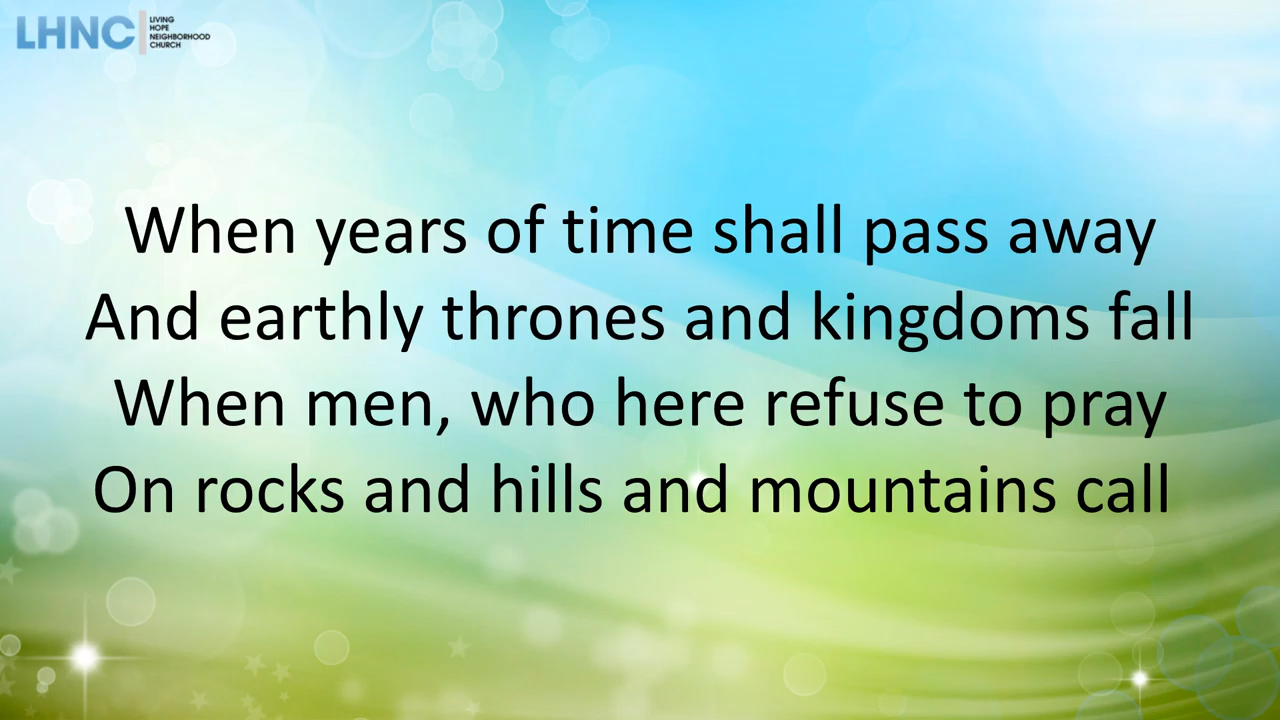 LHNC
LIVING
HOPE
NEIGHBORHOOD
CHURCH
When years of time shall pass away
And earthly thrones and kingdoms fall
When men, who here refuse to pray
On rocks and hills and mountains call